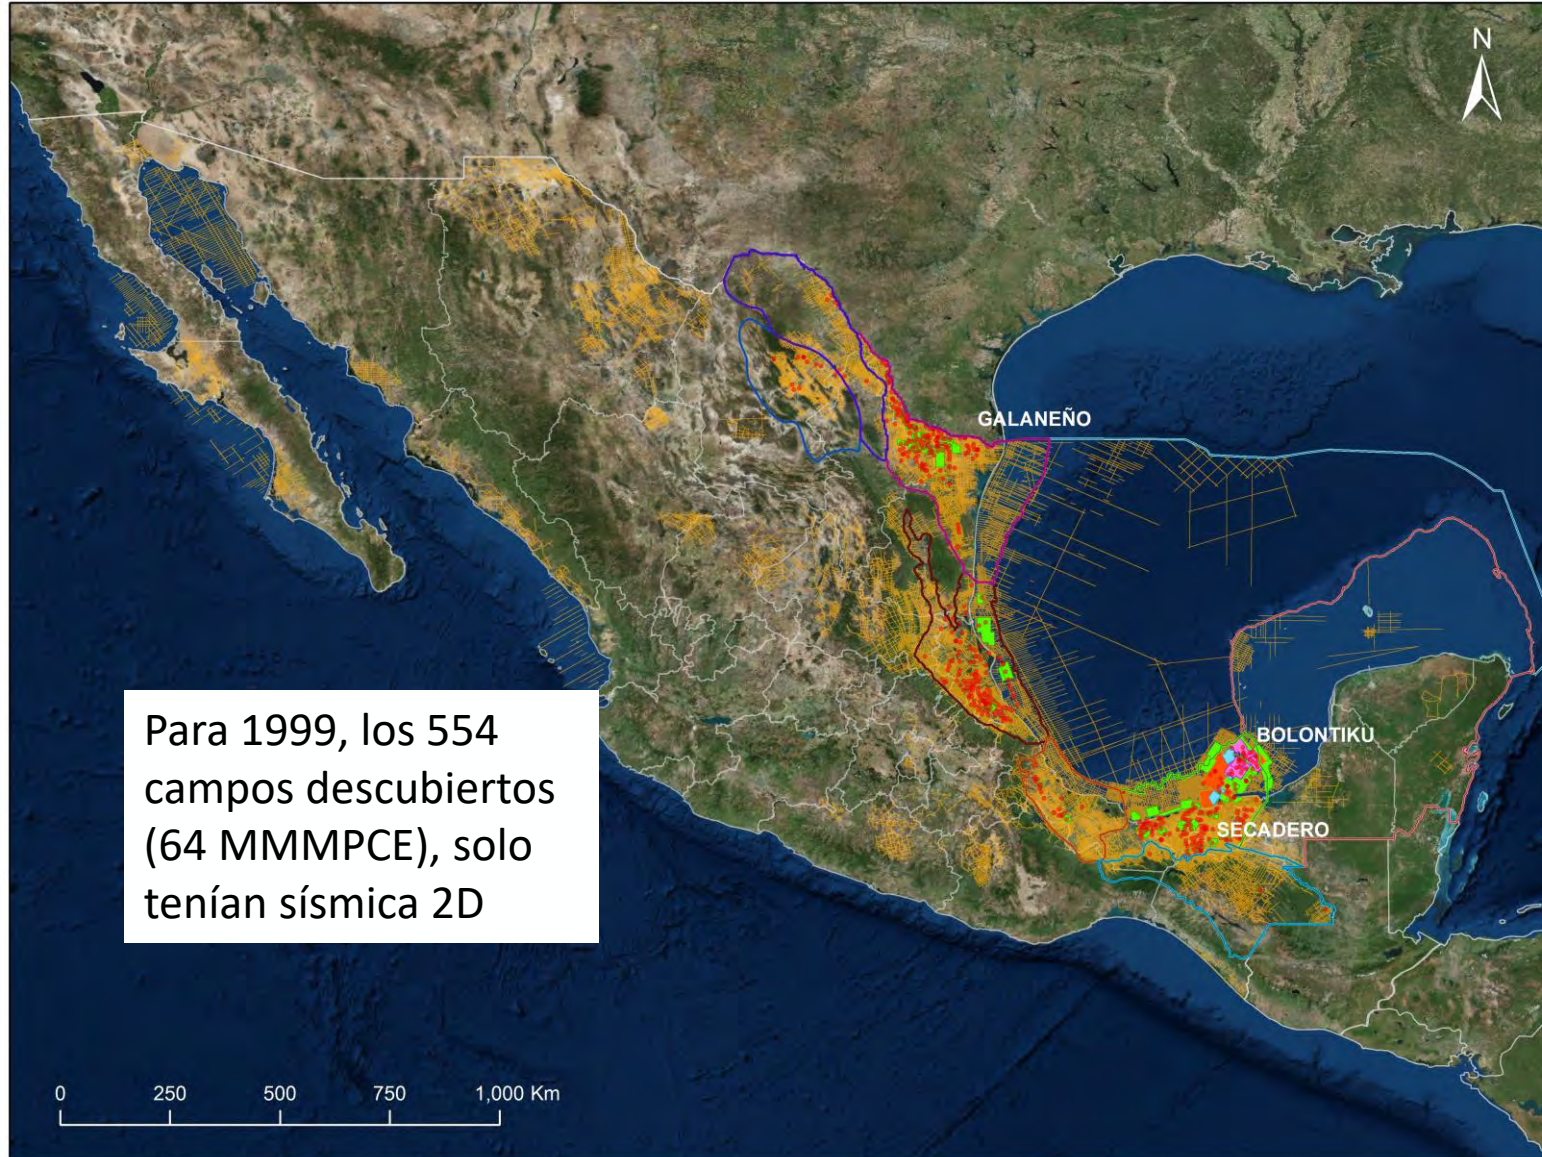 N
GALANEÑO
BOLONTIKU
SECADERO
Para 1999, los 554
campos descubiertos
(64 MMMPCE), solo
tenían sísmica 2D
0 250 500 750 1,000 Km